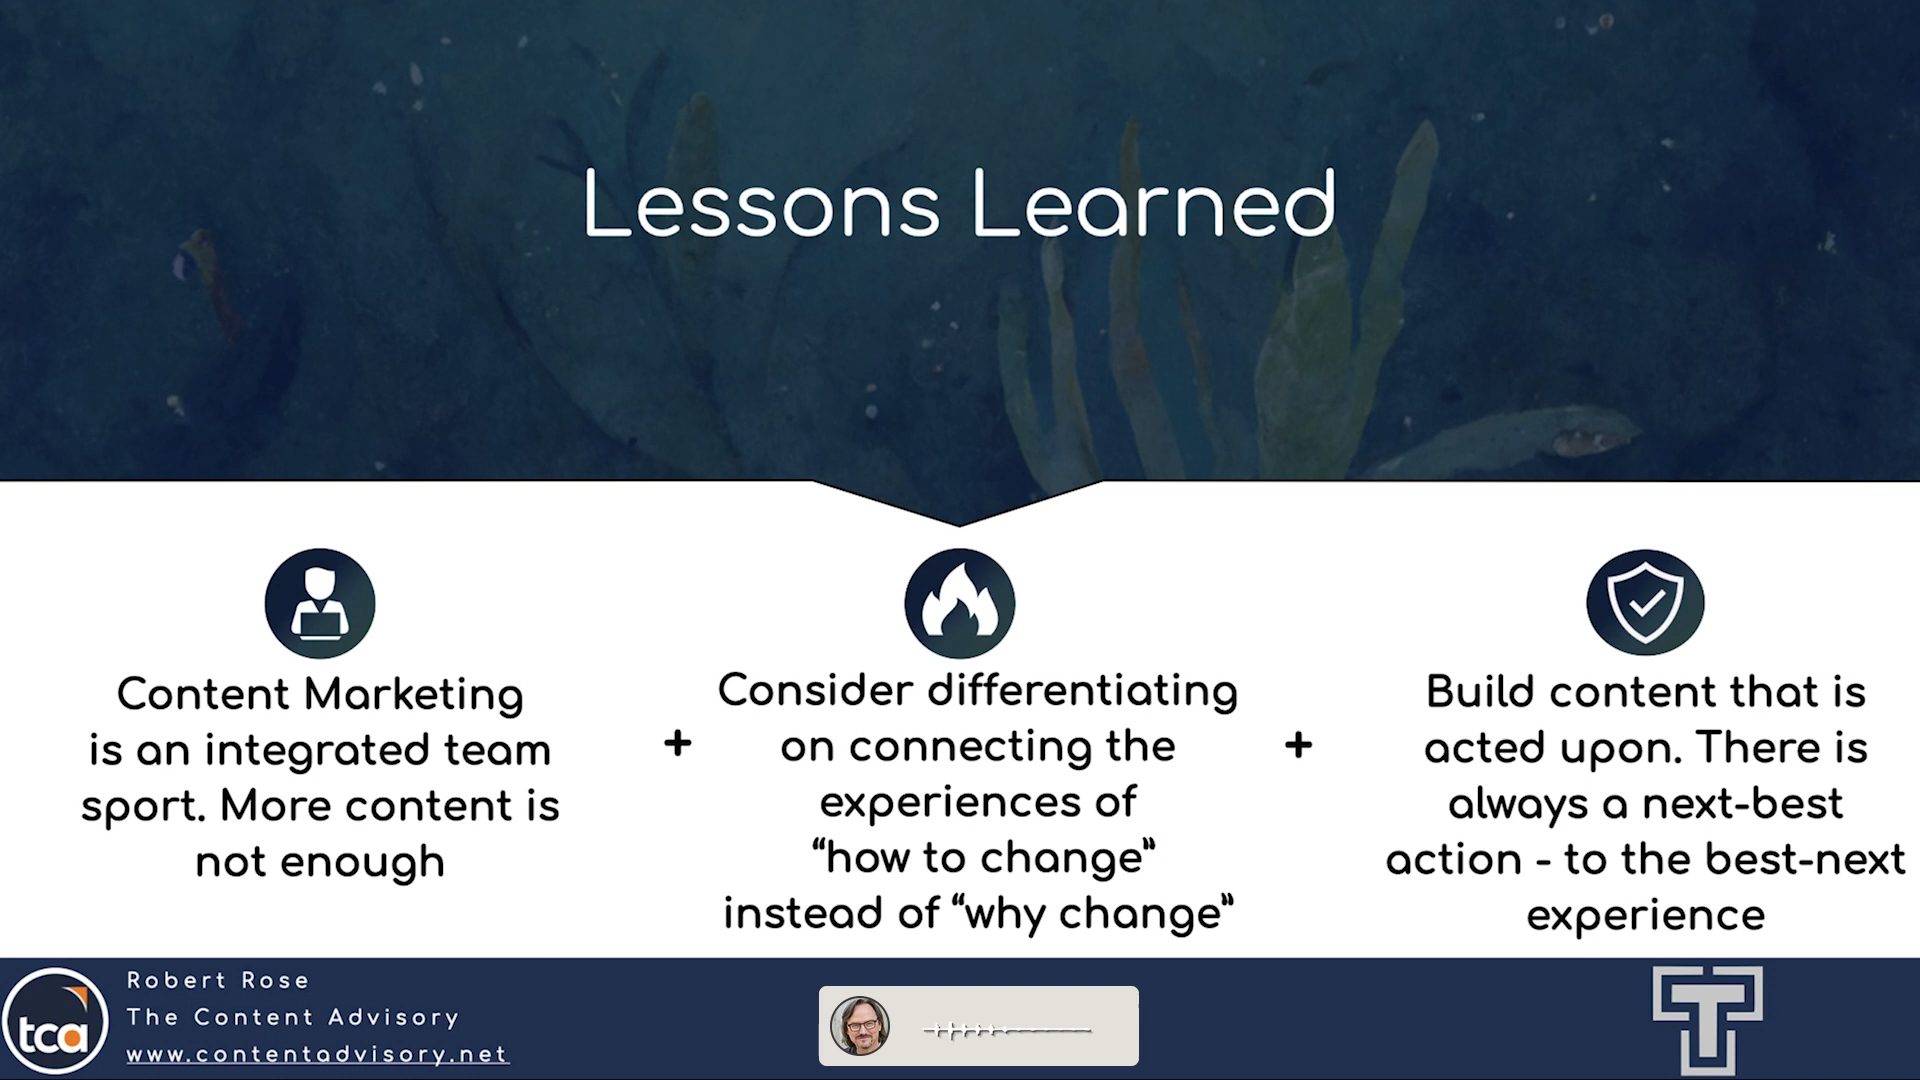 Lessons Learned
Content Marketing
is an integrated team
sport. More content is
not enough
+
Consider differentiating
on connecting the
experiences of
“how to change”
instead of “why change”
+
Build content that is
acted upon. There is
always a next-best
action - to the best-next
experience
tca
Robert Rose
The Content Advisory
www.contentadvisory.net
T